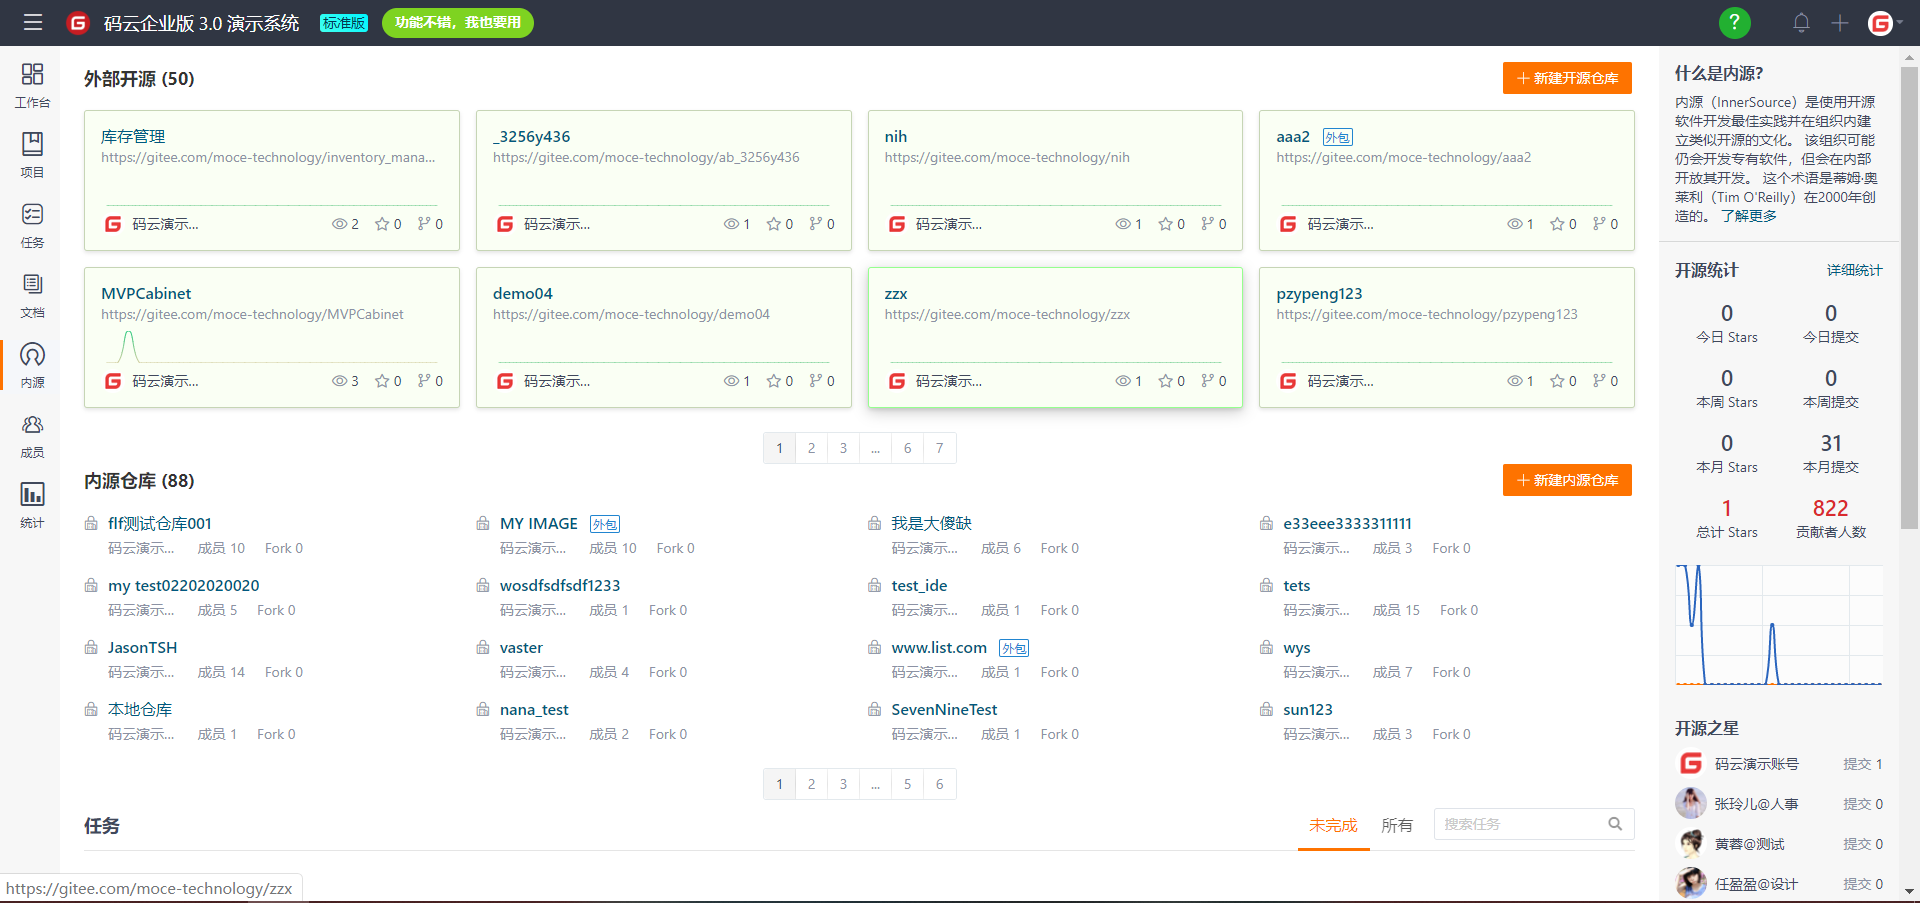 码云企业版 3.0 演示系统 标准版 功能不错，我也要用 ?
工作台
项目
任务
文档
内源
成员
统计
外部开源 (50)
新建开源仓库
库存管理
https://gitee.com/moce-technology/inventory_mana...
码云演示... 2 0 0
_3256y436
https://gitee.com/moce-technology/ab_3256y436
码云演示... 1 0 0
nih
https://gitee.com/moce-technology/nih
码云演示... 1 0 0
aaa2 外包
https://gitee.com/moce-technology/aaa2
码云演示... 1 0 0
MVPCabinet
https://gitee.com/moce-technology/MVPCabinet
码云演示... 3 0 0
demo04
https://gitee.com/moce-technology/demo04
码云演示... 1 0 0
zzx
https://gitee.com/moce-technology/zzx
码云演示... 1 0 0
pzypeng123
https://gitee.com/moce-technology/pzypeng123
码云演示... 1 0 0
1 2 3 ... 6 7
内源仓库 (88)
新建内源仓库
flf测试仓库001
码云演示... 成员 10 Fork 0
MY IMAGE 外包
码云演示... 成员 10 Fork 0
我是大傻缺
码云演示... 成员 6 Fork 0
e33eee3333311111
码云演示... 成员 3 Fork 0
my test02202020020
码云演示... 成员 5 Fork 0
wosdfsdfsdf1233
码云演示... 成员 1 Fork 0
test_ide
码云演示... 成员 1 Fork 0
tets
码云演示... 成员 15 Fork 0
JasonTSH
码云演示... 成员 14 Fork 0
vaster
码云演示... 成员 4 Fork 0
www.list.com 外包
码云演示... 成员 1 Fork 0
wys
码云演示... 成员 7 Fork 0
本地仓库
码云演示... 成员 1 Fork 0
nana_test
码云演示... 成员 2 Fork 0
SevenNineTest
码云演示... 成员 1 Fork 0
sun123
码云演示... 成员 3 Fork 0
1 2 3 ... 5 6
任务
未完成 所有 搜索任务
https://gitee.com/moce-technology/zzx
什么是内源?
内源（InnerSource）是使用开源
软件开发最佳实践并在组织内建
立类似开源的文化。 该组织可能
仍会开发专有软件，但会在内部
开放其开发。 这个术语是蒂姆·奥
莱利（Tim O'Reilly）在2000年创
造的。 了解更多
开源统计 详细统计
0 0
今日 Stars 今日提交
0 0
本周 Stars 本周提交
0 31
本月 Stars 本月提交
1 822
总计 Stars 贡献者人数
开源之星
码云演示账号 提交 1
张玲儿@人事 提交 0
黄蓉@测试 提交 0
任盈盈@设计 提交 0